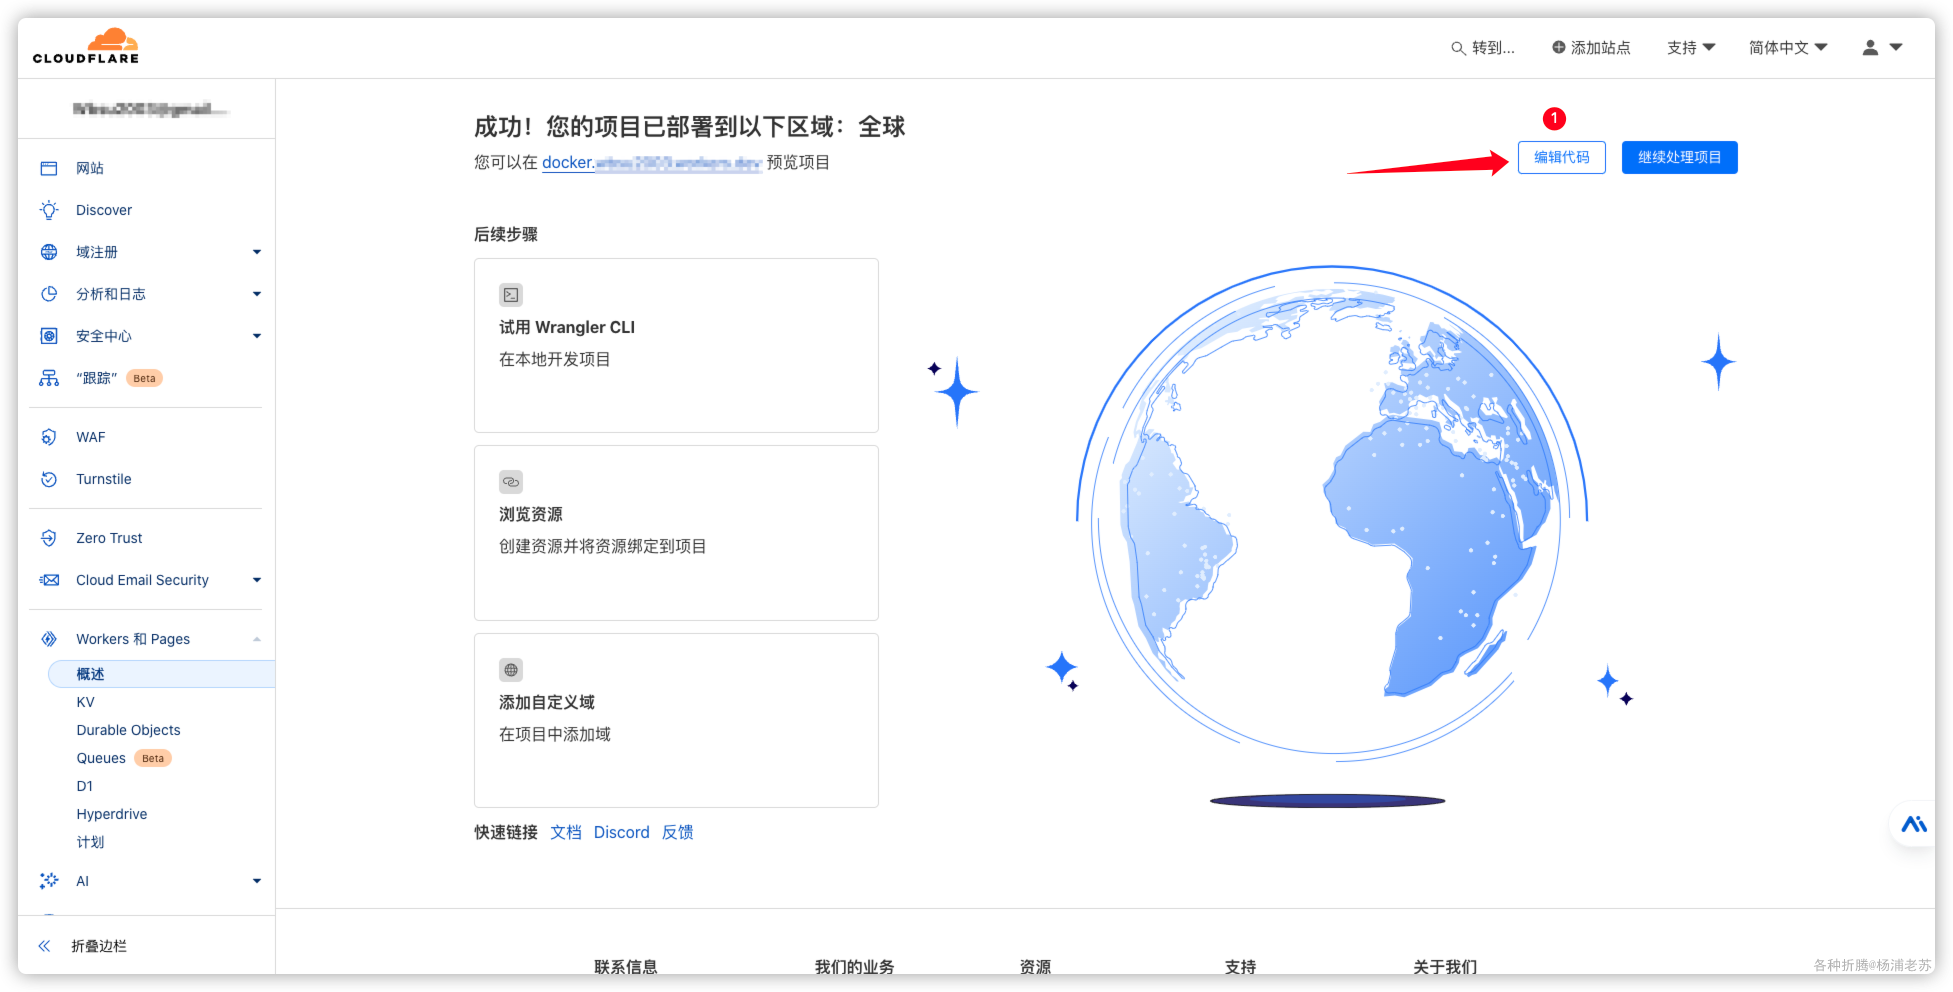 CLOUDFLARE
转到...
添加站点
支持
简体中文
网站
Discover
域注册
分析和日志
安全中心
“跟踪” Beta
WAF
Turnstile
Zero Trust
Cloud Email Security
Workers 和 Pages
概述
KV
Durable Objects
Queues Beta
D1
Hyperdrive
计划
AI
折叠边栏
成功！您的项目已部署到以下区域：全球
您可以在 docker. 预览项目
1
编辑代码
继续处理项目
后续步骤
试用 Wrangler CLI
在本地开发项目
浏览资源
创建资源并将资源绑定到项目
添加自定义域
在项目中添加域
快速链接 文档 Discord 反馈
联系信息
我们的业务
资源
支持
关于我们
各种折腾@杨浦老苏